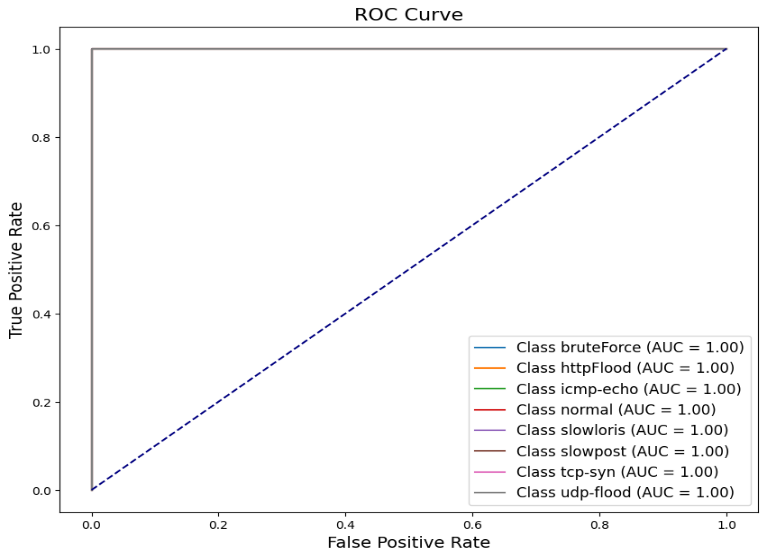 ROC Curve
1.0
0.8
0.6
0.4
0.2
0.0
True Positive Rate
Class bruteForce (AUC = 1.00)
Class httpFlood (AUC = 1.00)
Class icmp-echo (AUC = 1.00)
Class normal (AUC = 1.00)
Class slowloris (AUC = 1.00)
Class slowpost (AUC = 1.00)
Class tcp-syn (AUC = 1.00)
Class udp-flood (AUC = 1.00)
0.0 0.2 0.4 0.6 0.8 1.0
False Positive Rate